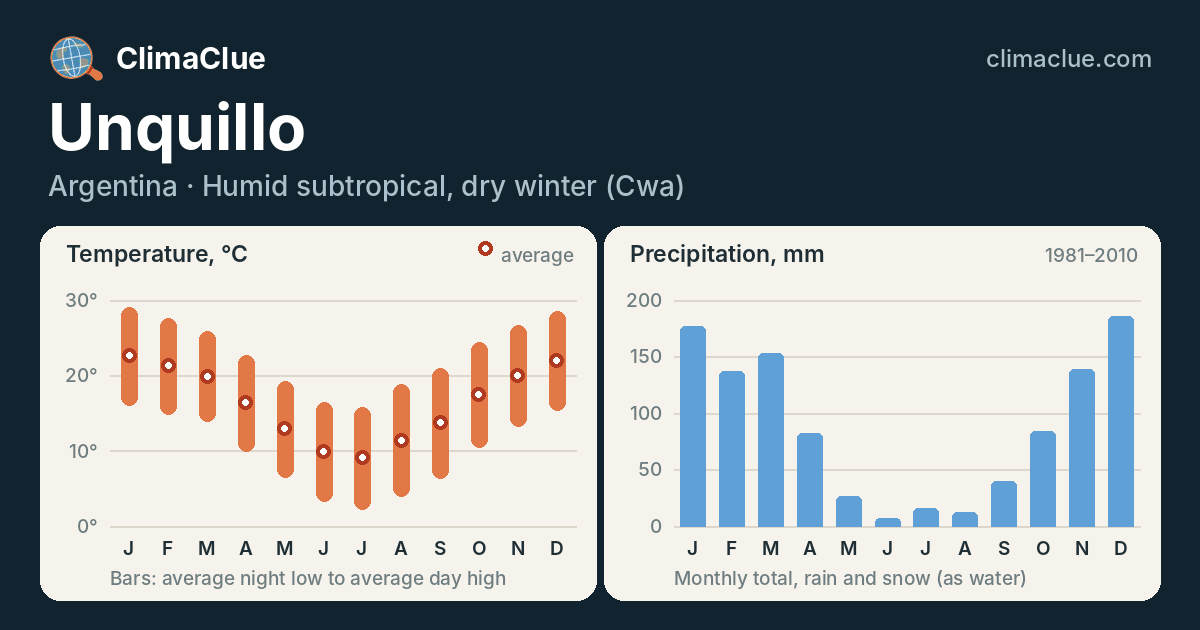 ClimaClue
climaclue.com
Unquillo
Argentina · Humid subtropical, dry winter (Cwa)
Temperature, °C
average
30°
20°
10°
0°
J F M A M J J A S O N D
Bars: average night low to average day high
Precipitation, mm
1981–2010
200
150
100
50
0
J F M A M J J A S O N D
Monthly total, rain and snow (as water)